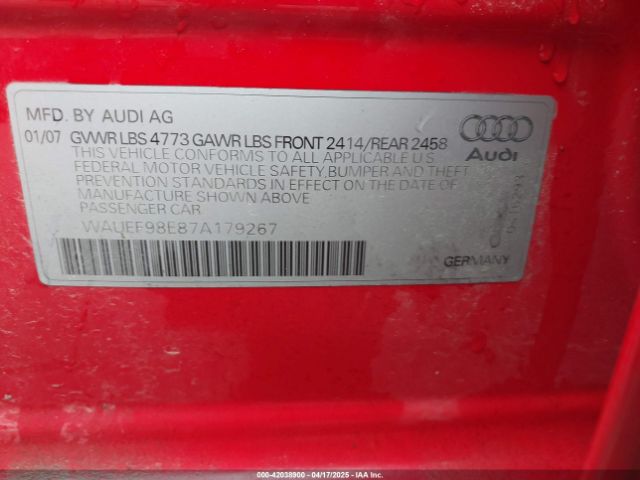 MFD. BY AUDI AG
01/07 GVWR LBS 4773 GAWR LBS FRONT 2414/REAR 2458
THIS VEHICLE CONFORMS TO ALL APPLICABLE U S
FEDERAL MOTOR VEHICLE SAFETY, BUMPER AND THEFT
PREVENTION STANDARDS IN EFFECT ON THE DATE OF
MANUFACTURE SHOWN ABOVE
PASSENGER CAR
WAUEF98E87A179267
Audi
GERMANY
000-42038900 - 04/17/2025 - IAA Inc.